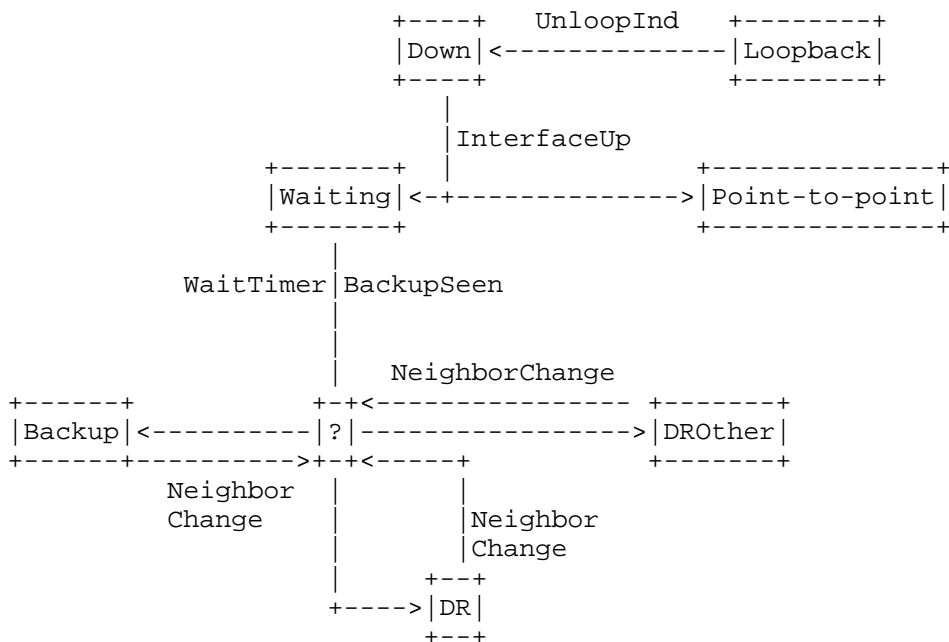 UnloopInd
Down Loopback
InterfaceUp
Waiting Point-to-point
WaitTimer BackupSeen
NeighborChange
Backup ? DROther
Neighbor
Change Neighbor
Change
DR